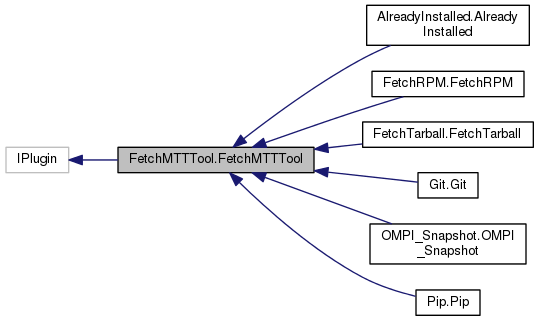 AlreadyInstalled.Already
Installed
FetchRPM.FetchRPM
FetchTarball.FetchTarball
IPlugin
FetchMTTTool.FetchMTTTool
Git.Git
OMPI_Snapshot.OMPI
_Snapshot
Pip.Pip